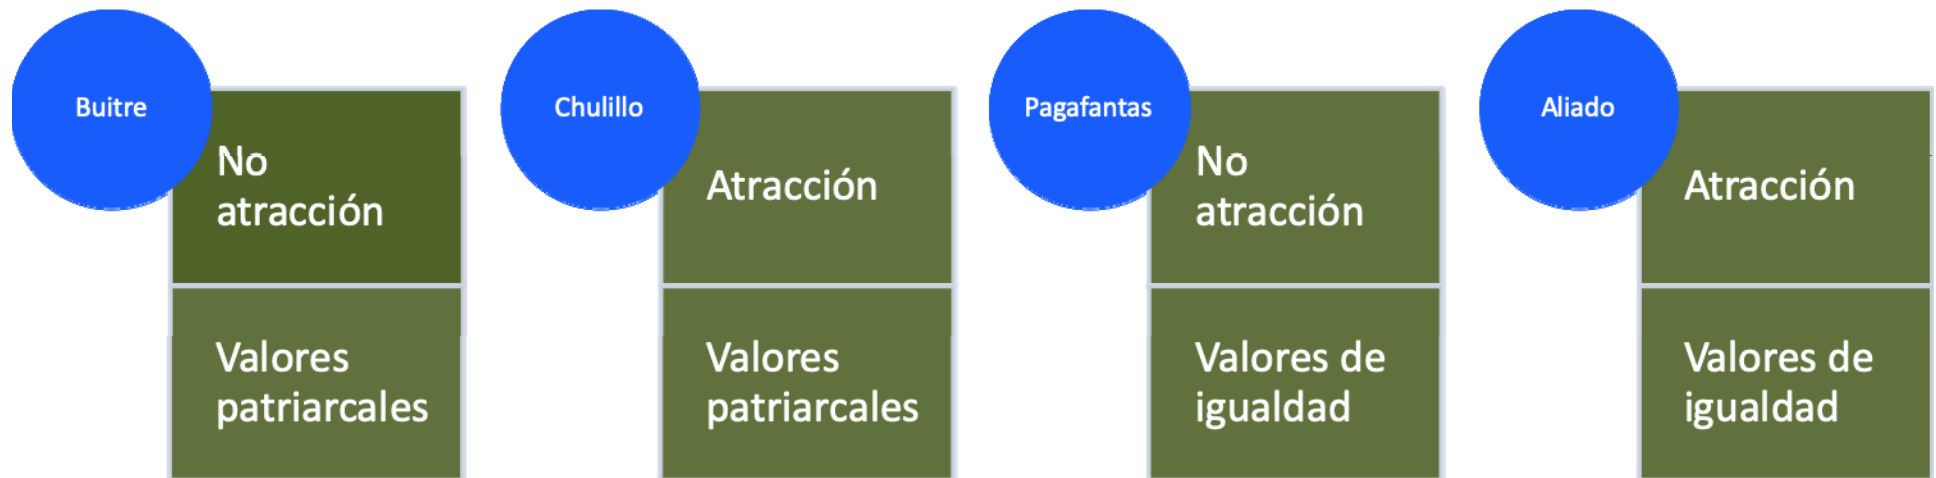 Buitre
No
atracción
Valores
patriarcales
Chulillo
Atracción
Valores
patriarcales
Pagafantas
No
atracción
Valores de
igualdad
Aliado
Atracción
Valores de
igualdad